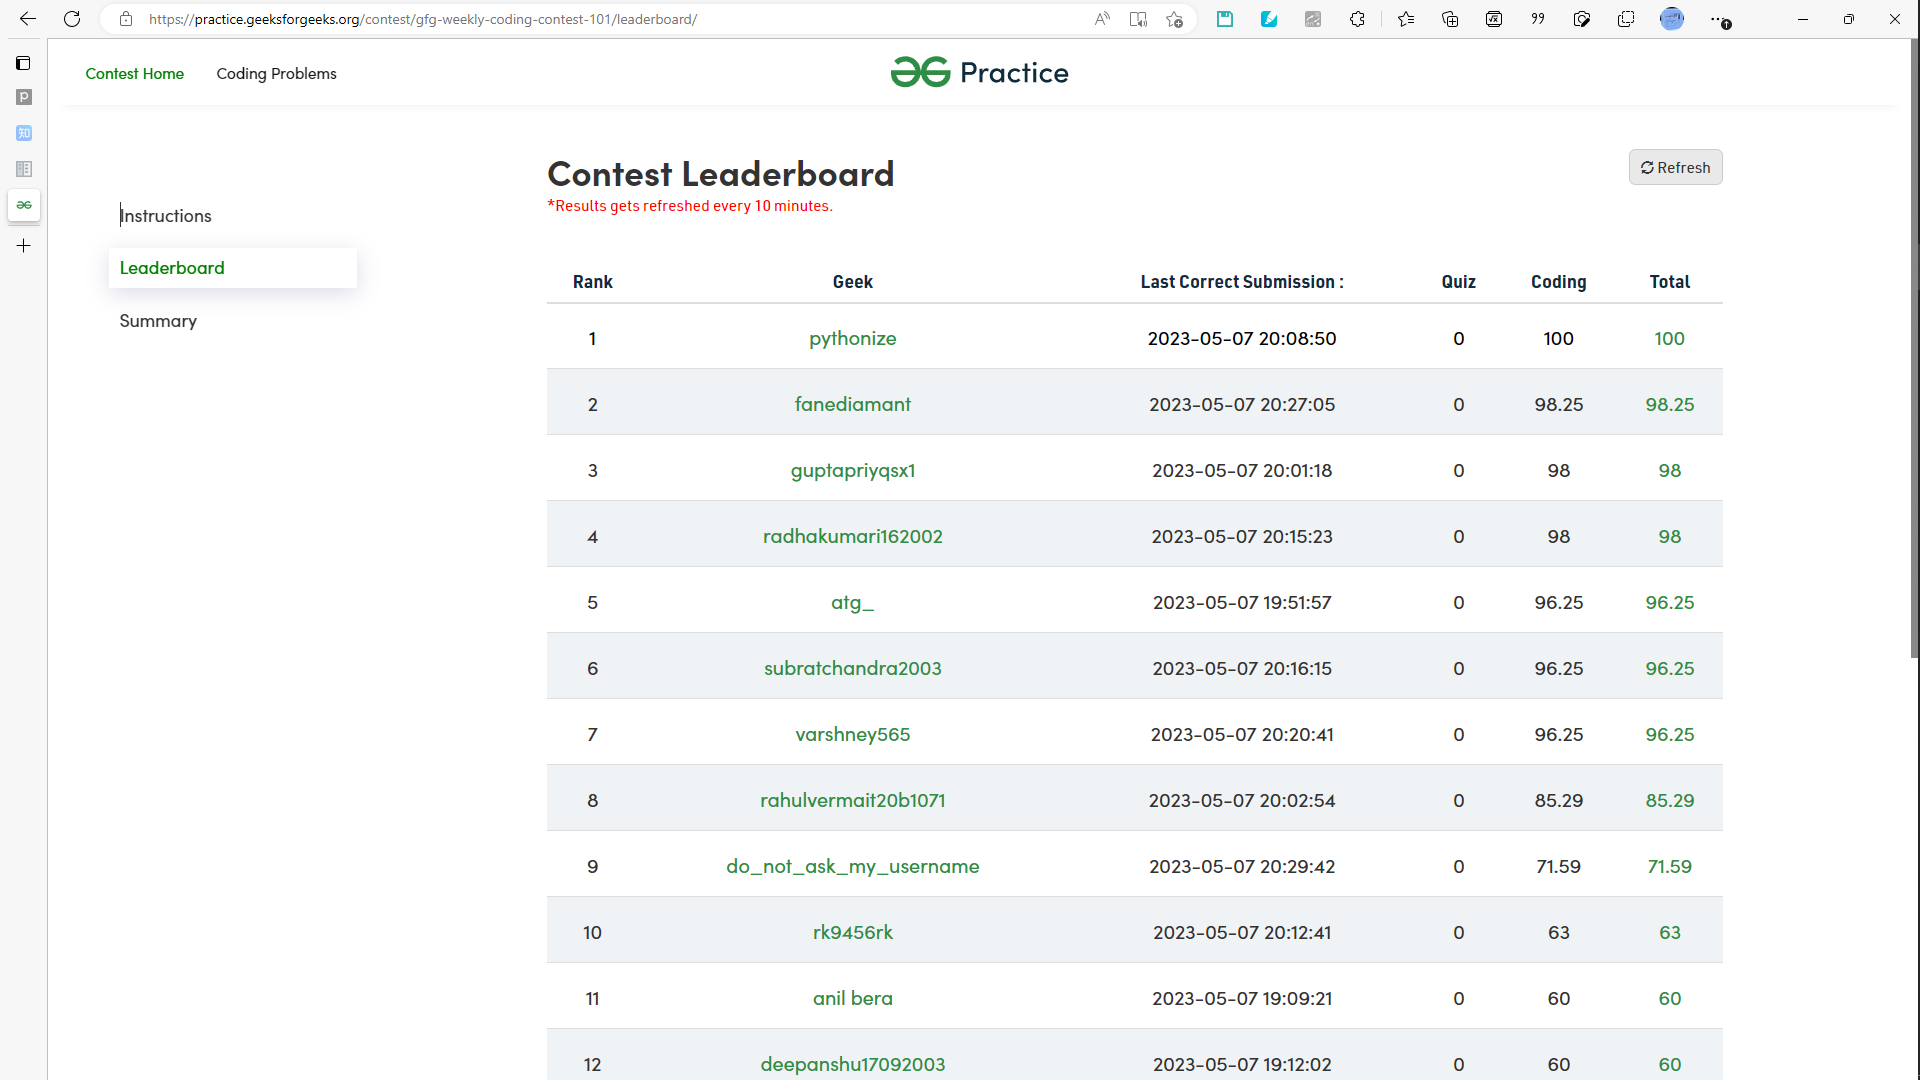 https://practice.geeksforgeeks.org/contest/gfg-weekly-coding-contest-101/leaderboard/
Contest Home Coding Problems
Practice
Contest Leaderboard
Refresh
*Results gets refreshed every 10 minutes.
Instructions
Leaderboard
Summary
Rank Geek Last Correct Submission : Quiz Coding Total
1 pythonize 2023-05-07 20:08:50 0 100 100
2 fanediamant 2023-05-07 20:27:05 0 98.25 98.25
3 guptapriyqsx1 2023-05-07 20:01:18 0 98 98
4 radhakumari162002 2023-05-07 20:15:23 0 98 98
5 atg_ 2023-05-07 19:51:57 0 96.25 96.25
6 subratchandra2003 2023-05-07 20:16:15 0 96.25 96.25
7 varshney565 2023-05-07 20:20:41 0 96.25 96.25
8 rahulvermait20b1071 2023-05-07 20:02:54 0 85.29 85.29
9 do_not_ask_my_username 2023-05-07 20:29:42 0 71.59 71.59
10 rk9456rk 2023-05-07 20:12:41 0 63 63
11 anil bera 2023-05-07 19:09:21 0 60 60
12 deepanshu17092003 2023-05-07 19:12:02 0 60 60